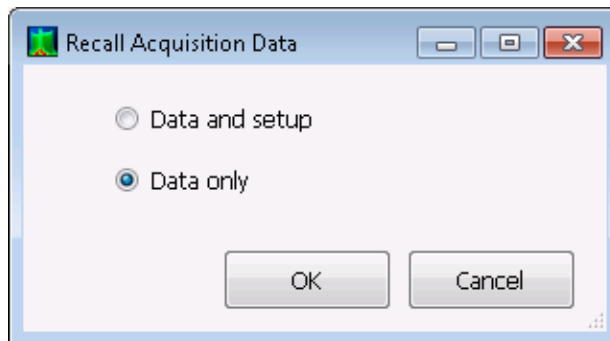 Recall Acquisition Data
Data and setup
Data only
OK Cancel